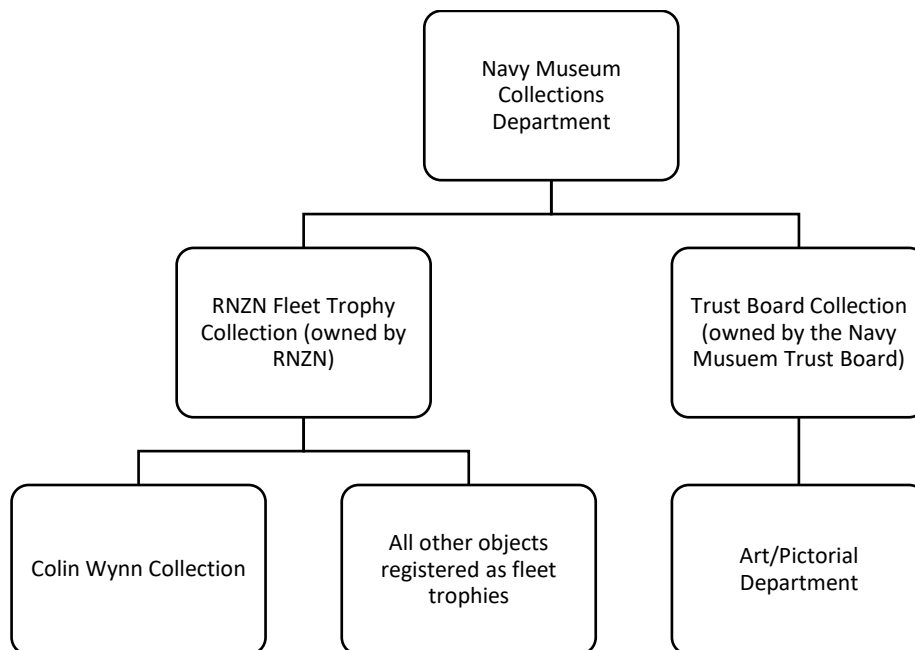 Navy Museum
Collections
Department
RNZN Fleet Trophy
Collection (owned by
RNZN)
Trust Board Collection
(owned by the Navy
Musuem Trust Board)
Colin Wynn Collection
All other objects
registered as fleet
trophies
Art/Pictorial
Department